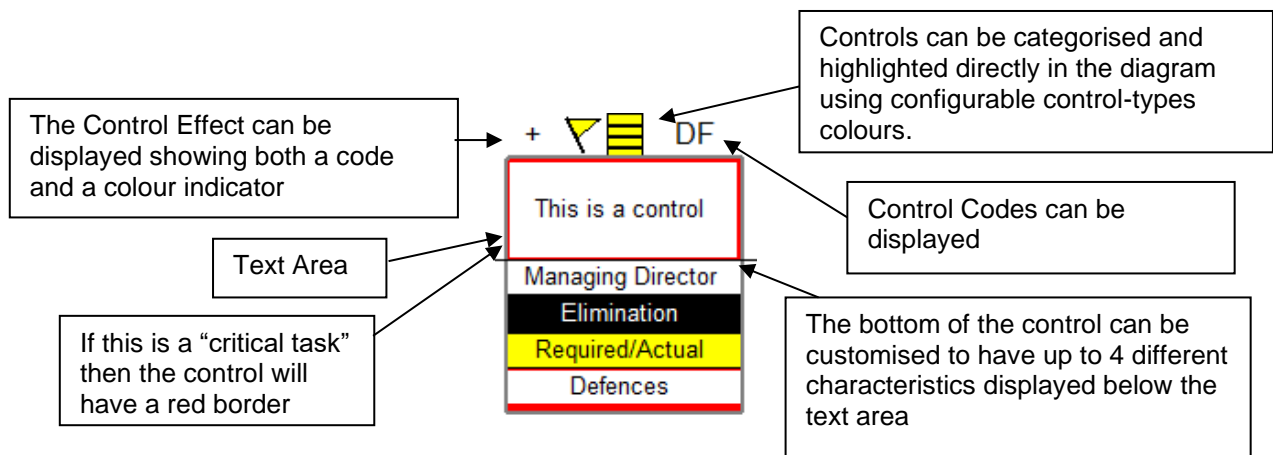 Controls can be categorised and
highlighted directly in the diagram
using configurable control-types
colours.
The Control Effect can be
displayed showing both a code
and a colour indicator
+
DF
This is a control
Control Codes can be
displayed
Text Area
Managing Director
Elimination
Required/Actual
Defences
If this is a “critical task”
then the control will
have a red border
The bottom of the control can be
customised to have up to 4 different
characteristics displayed below the
text area